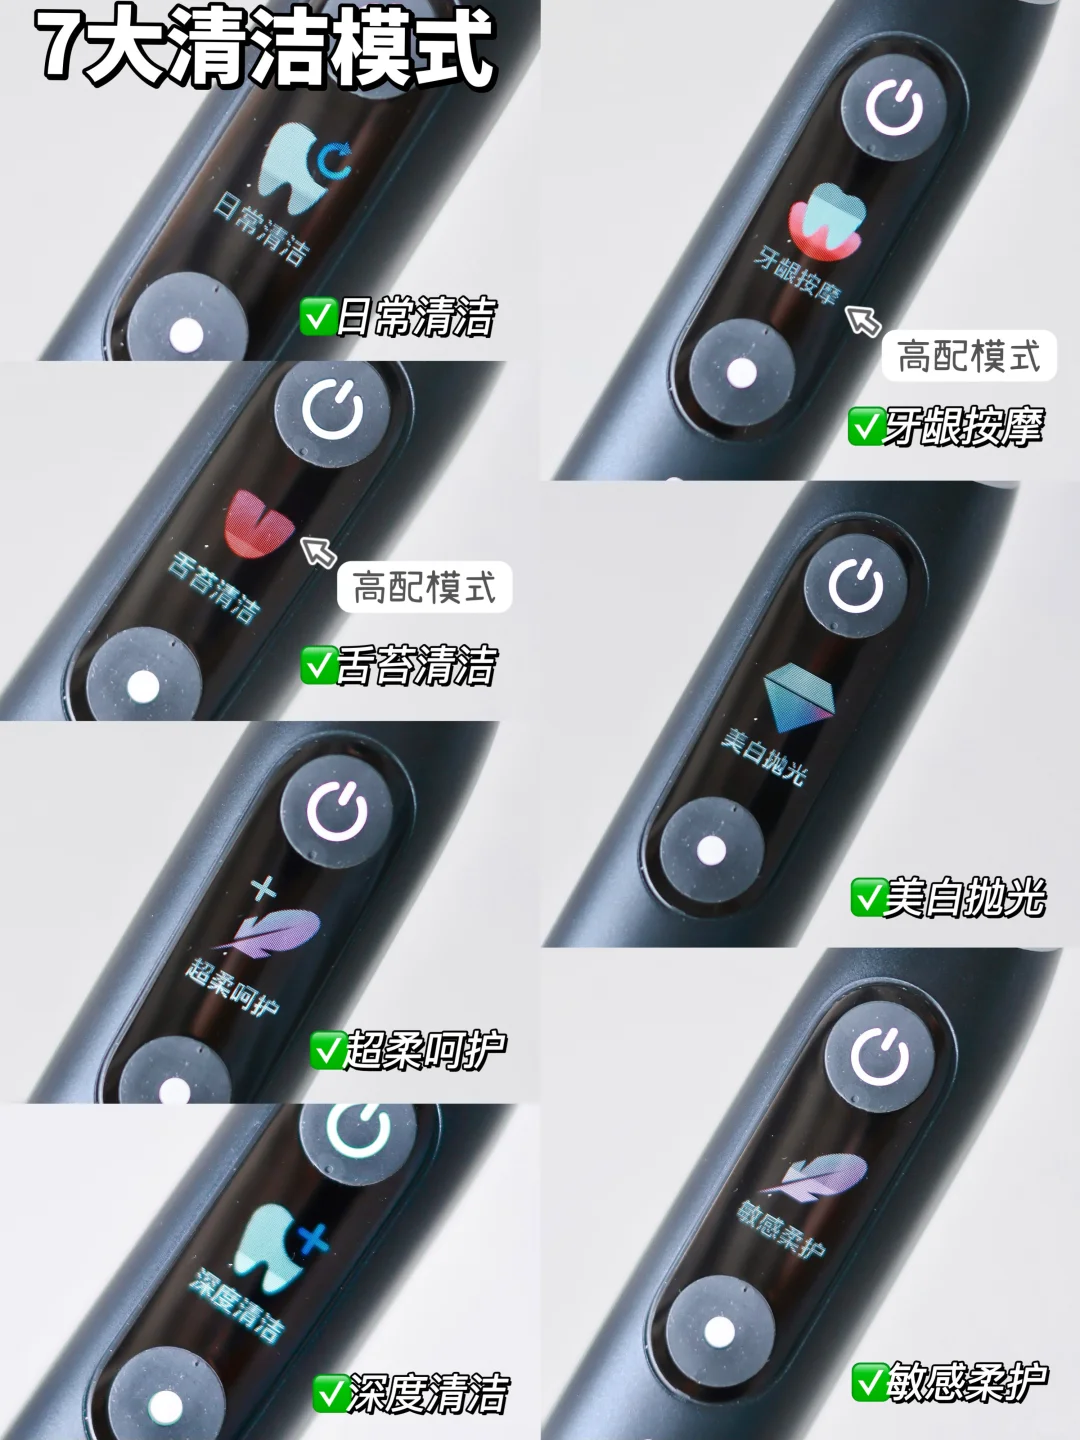 7大清洁模式
日常清洁
✅日常清洁
舌苔清洁
高配模式
✅舌苔清洁
超柔呵护
✅超柔呵护
深度清洁
✅深度清洁
牙龈按摩
高配模式
✅牙龈按摩
美白抛光
✅美白抛光
敏感柔护
✅敏感柔护